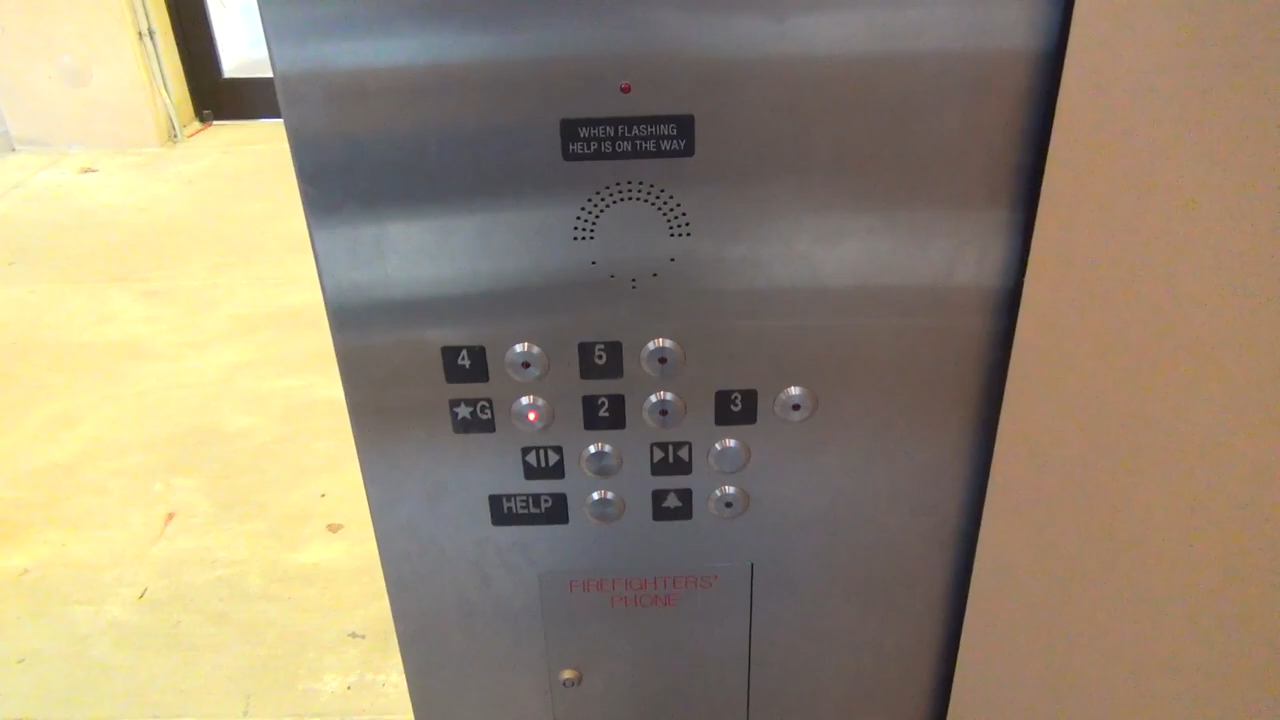 WHEN FLASHING
HELP IS ON THE WAY
4 5
★G 2 3
HELP
FIREFIGHTERS'
PHONE